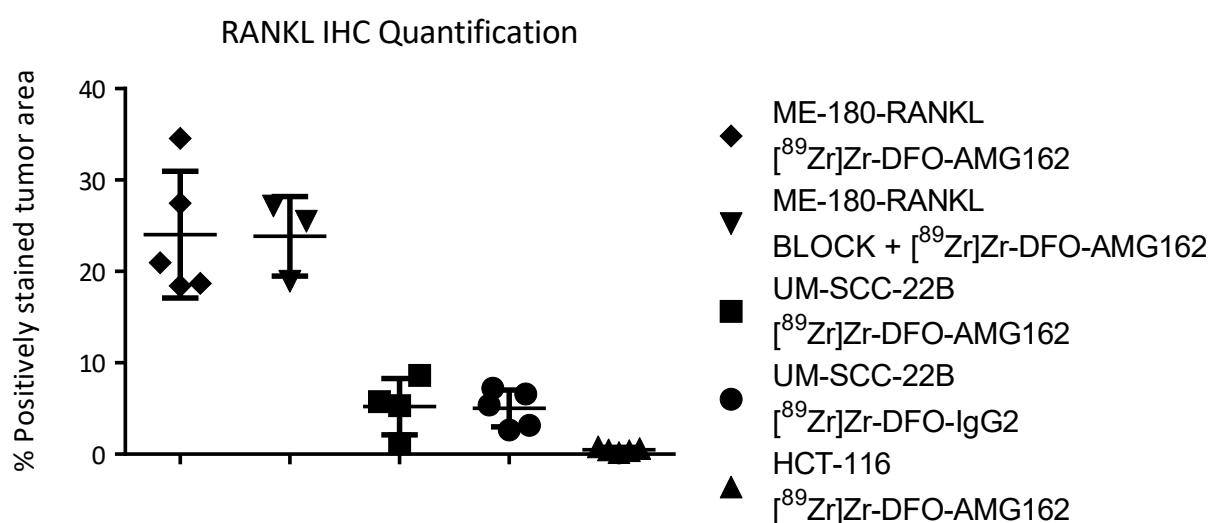 RANKL IHC Quantification
% Positively stained tumor area
40
30
20
10
0
ME-180-RANKL
[⁸⁹Zr]Zr-DFO-AMG162
ME-180-RANKL
BLOCK + [⁸⁹Zr]Zr-DFO-AMG162
UM-SCC-22B
[⁸⁹Zr]Zr-DFO-AMG162
UM-SCC-22B
[⁸⁹Zr]Zr-DFO-IgG2
HCT-116
[⁸⁹Zr]Zr-DFO-AMG162